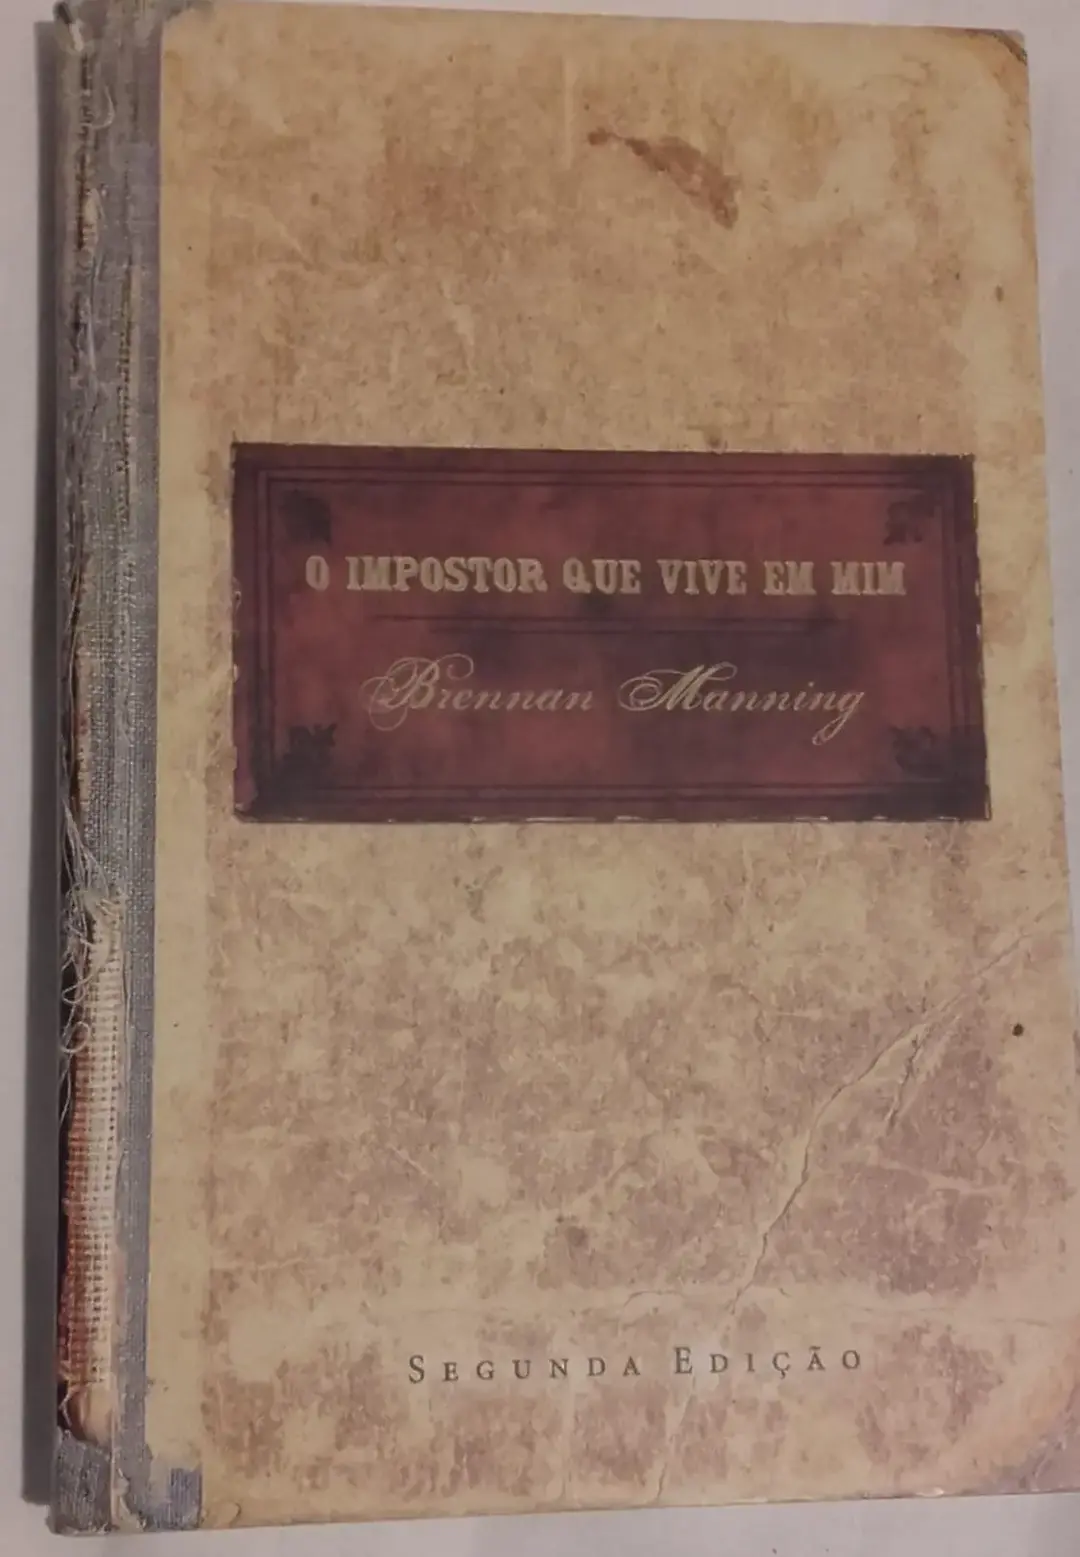 O IMPOSTOR QUE VIVE EM MIM
Brennan Manning
SEGUNDA EDIÇÃO